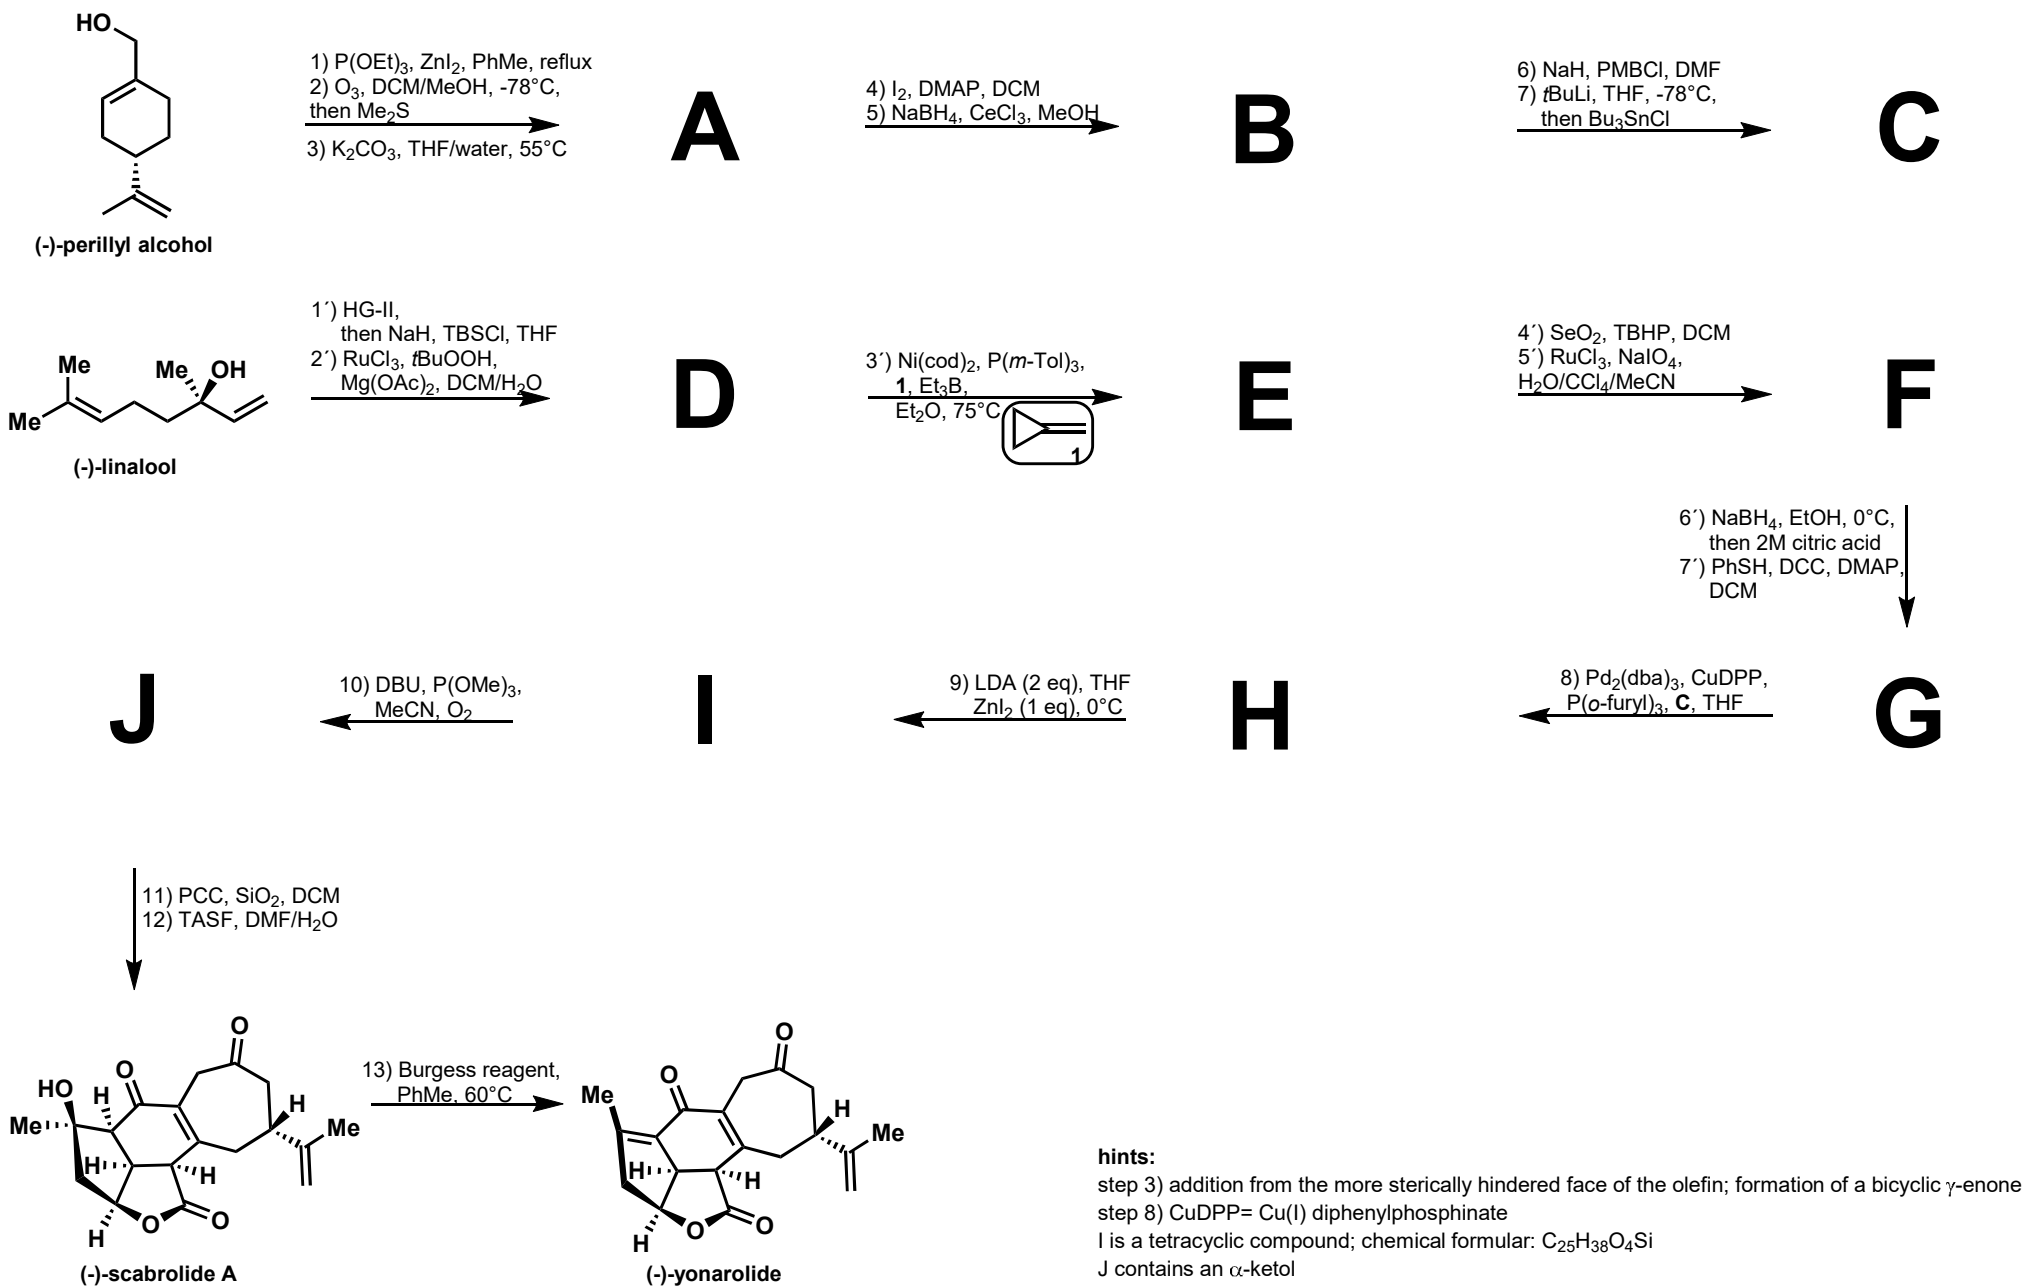 HO
(-)-perillyl alcohol
1) P(OEt)₃, ZnI₂, PhMe, reflux
2) O₃, DCM/MeOH, -78°C,
then Me₂S
3) K₂CO₃, THF/water, 55°C
A
4) I₂, DMAP, DCM
5) NaBH₄, CeCl₃, MeOH
B
6) NaH, PMBCl, DMF
7) tBuLi, THF, -78°C,
then Bu₃SnCl
C
Me
Me
Me
OH
(-)-linalool
1´) HG-II,
then NaH, TBSCl, THF
2´) RuCl₃, tBuOOH,
Mg(OAc)₂, DCM/H₂O
D
3´) Ni(cod)₂, P(m-Tol)₃,
1, Et₃B,
Et₂O, 75°C
1
E
4´) SeO₂, TBHP, DCM
5´) RuCl₃, NaIO₄,
H₂O/CCl₄/MeCN
F
6´) NaBH₄, EtOH, 0°C,
then 2M citric acid
7´) PhSH, DCC, DMAP,
DCM
J
10) DBU, P(OMe)₃,
MeCN, O₂
I
9) LDA (2 eq), THF
ZnI₂ (1 eq), 0°C
H
8) Pd₂(dba)₃, CuDPP,
P(o-furyl)₃, C, THF
G
11) PCC, SiO₂, DCM
12) TASF, DMF/H₂O
O
O
HO
H
H
Me
Me
H
H
O
O
H
(-)-scabrolide A
13) Burgess reagent,
PhMe, 60°C
O
O
Me
H
Me
H
H
O
O
H
(-)-yonarolide
hints:
step 3) addition from the more sterically hindered face of the olefin; formation of a bicyclic γ-enone
step 8) CuDPP= Cu(I) diphenylphosphinate
I is a tetracyclic compound; chemical formular: C₂₅H₃₈O₄Si
J contains an α-ketol